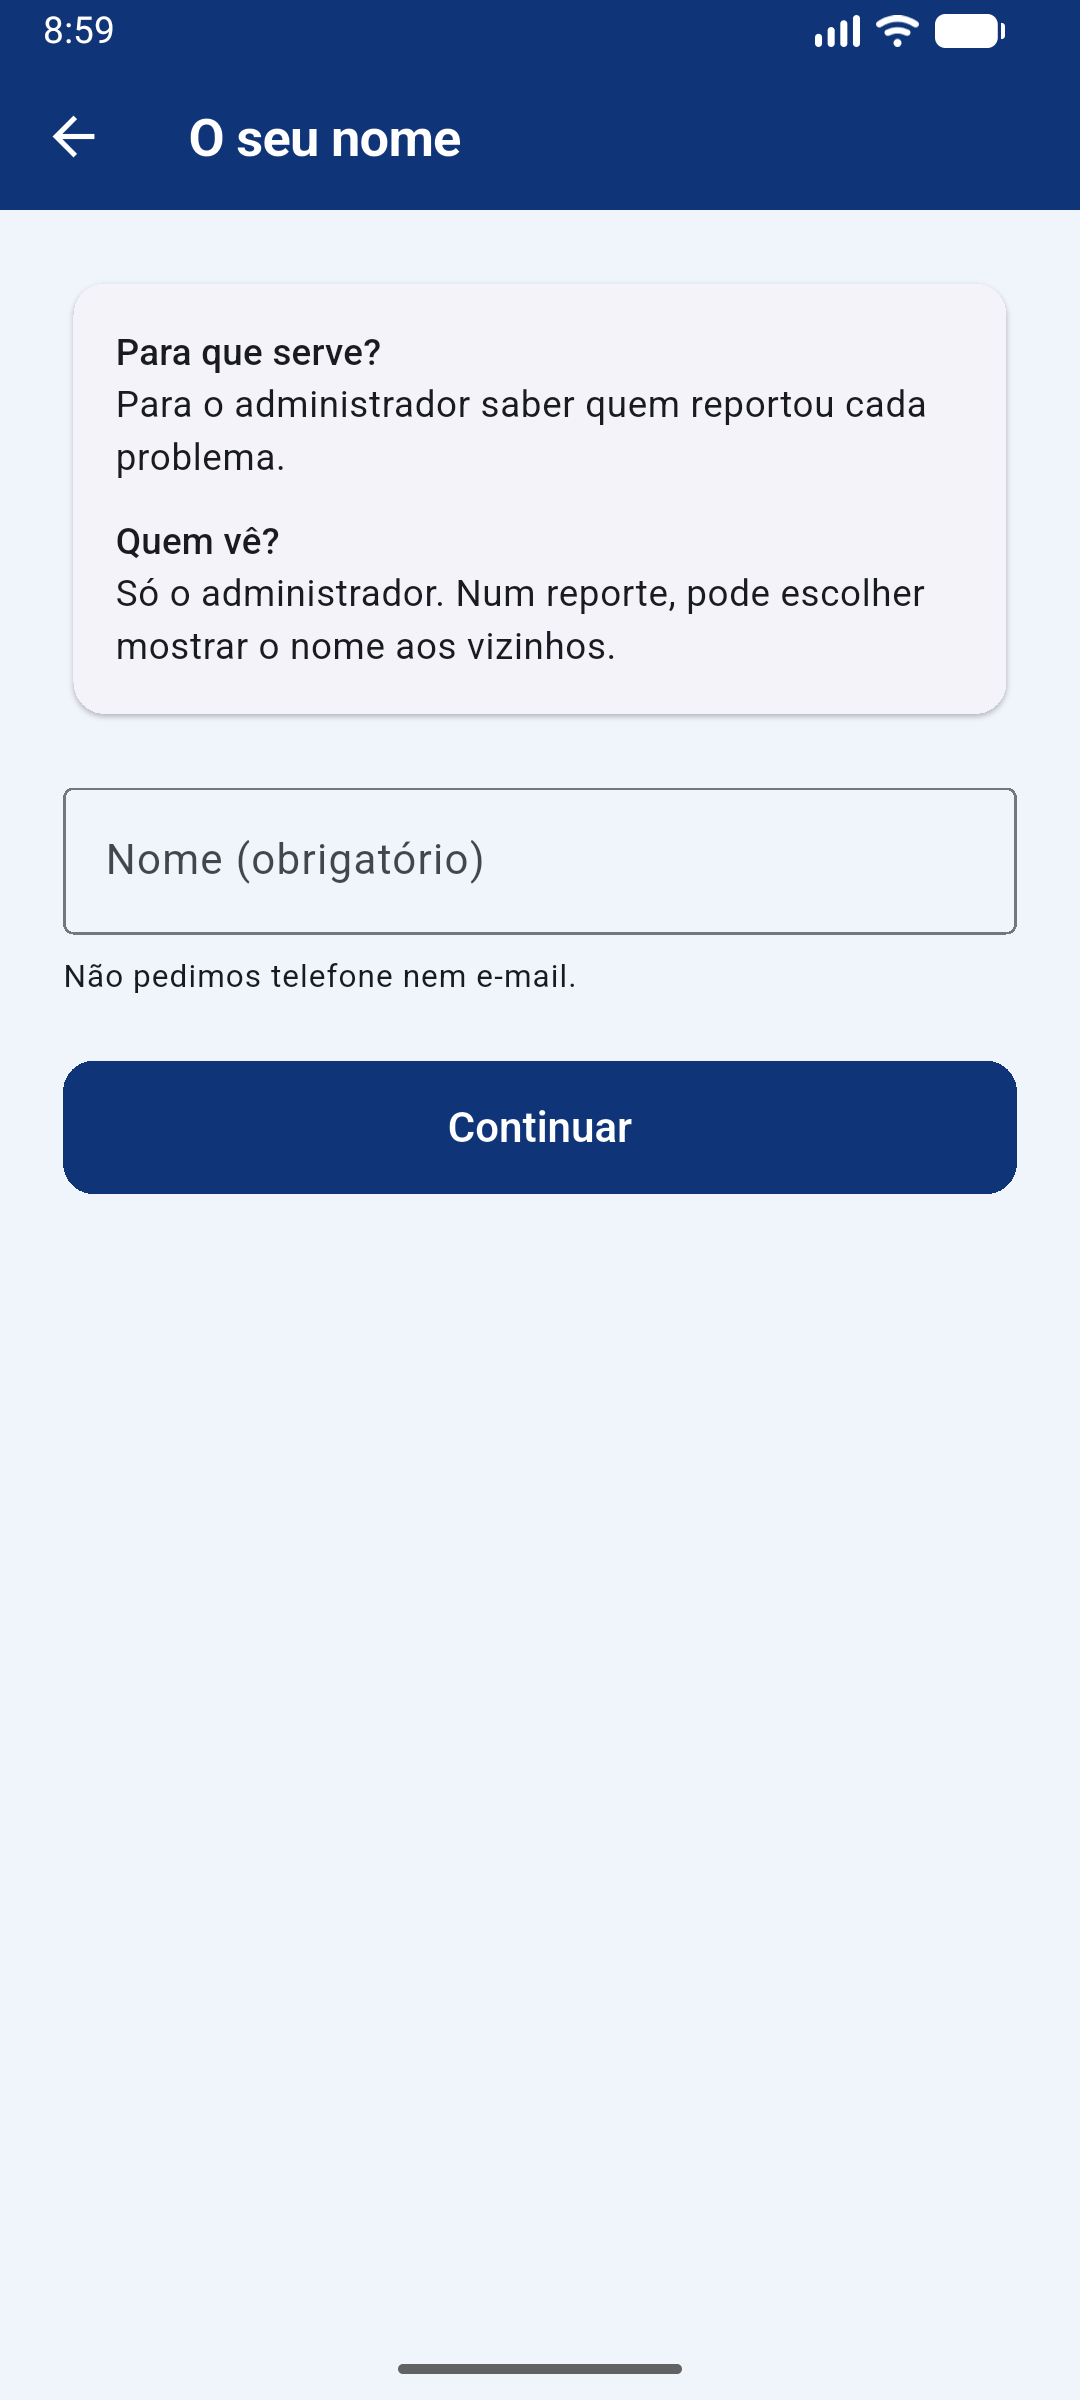 8:59
O seu nome
Para que serve?
Para o administrador saber quem reportou cada
problema.
Quem vê?
Só o administrador. Num reporte, pode escolher
mostrar o nome aos vizinhos.
Nome (obrigatório)
Não pedimos telefone nem e-mail.
Continuar